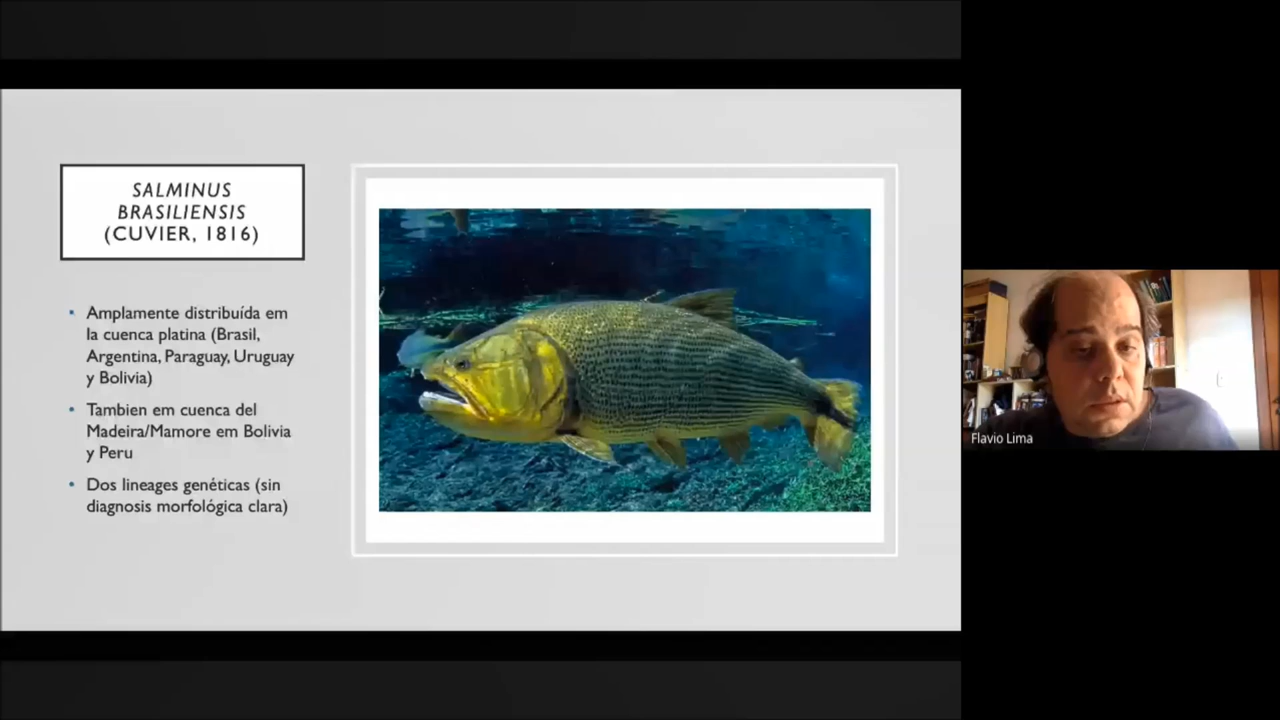 SALMINUS
BRASILIENSIS
(CUVIER, 1816)
• Amplamente distribuída em
la cuenca platina (Brasil,
Argentina, Paraguay, Uruguay
y Bolivia)
• Tambien em cuenca del
Madeira/Mamore em Bolivia
y Peru
• Dos lineages genéticas (sin
diagnosis morfológica clara)
Flavio Lima